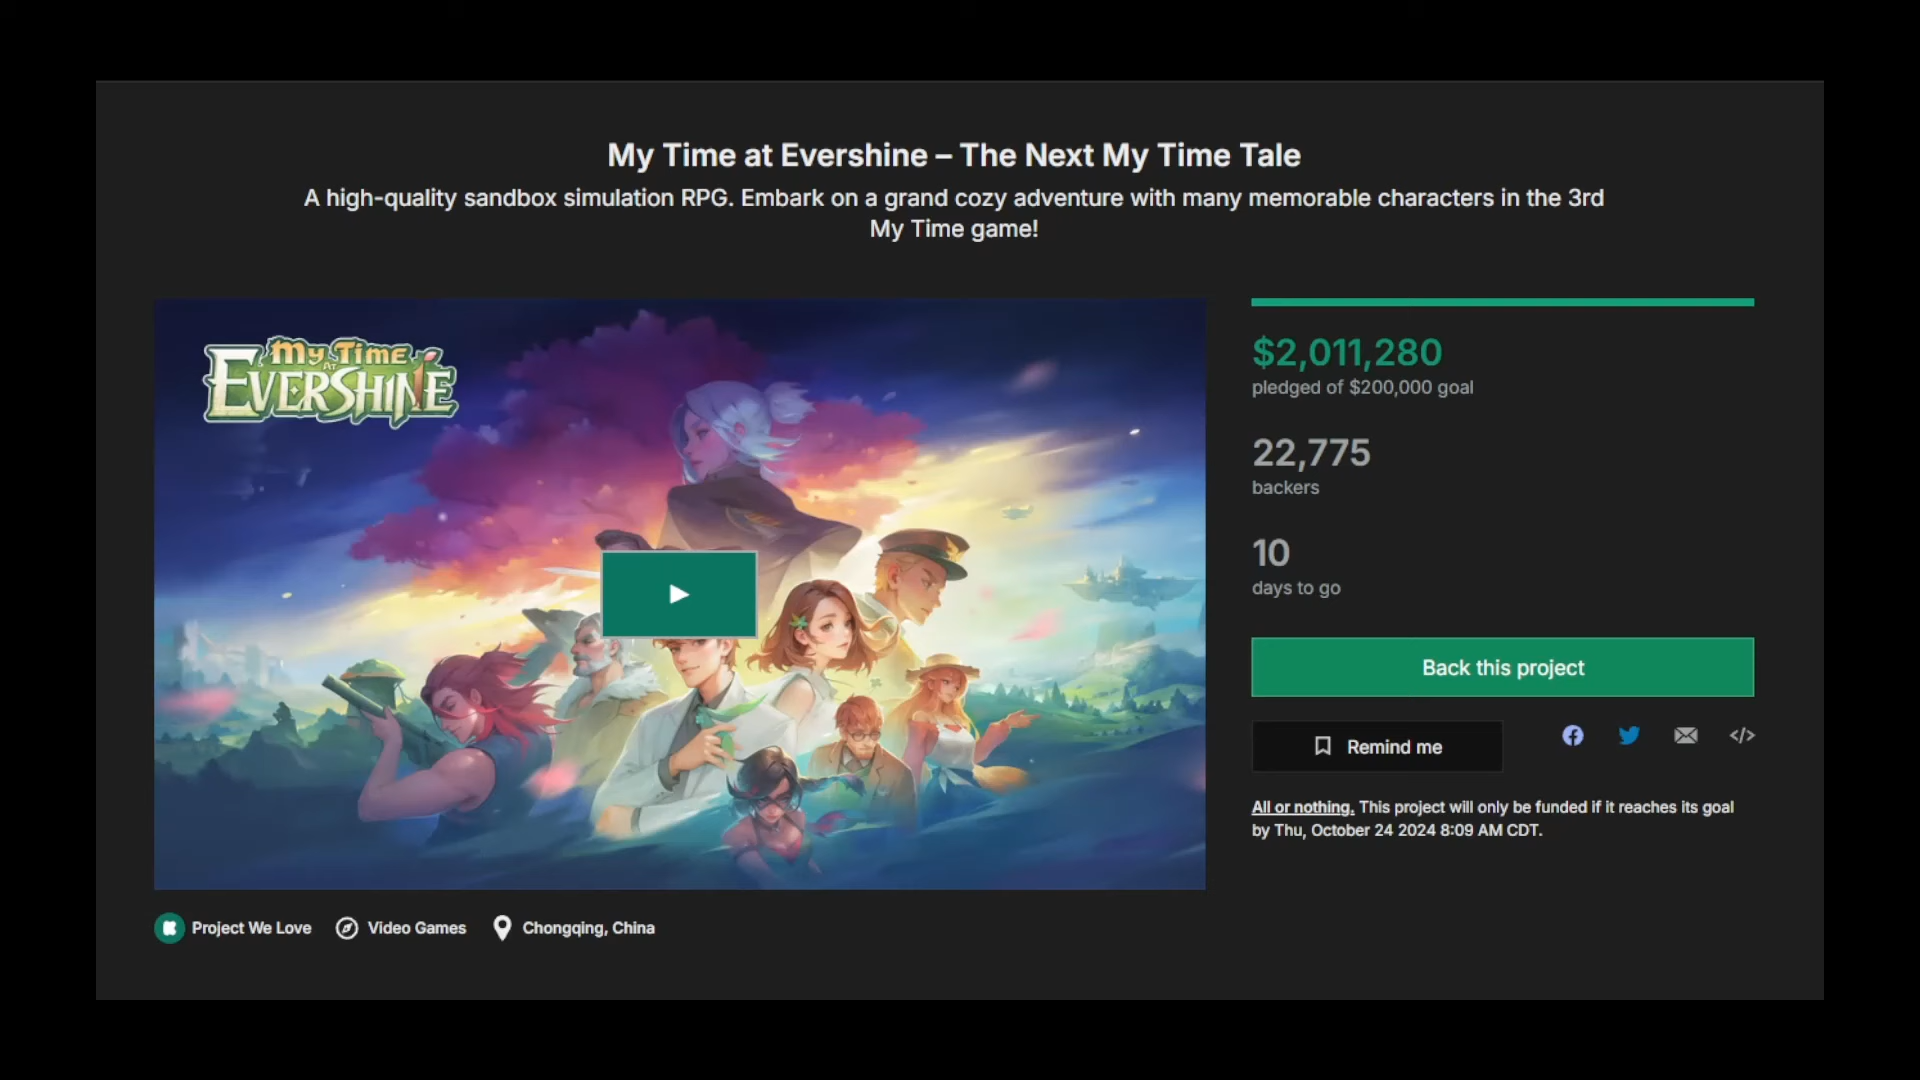 My Time at Evershine – The Next My Time Tale
A high-quality sandbox simulation RPG. Embark on a grand cozy adventure with many memorable characters in the 3rd
My Time game!
My Time
AT
EVERSHINE
$2,011,280
pledged of $200,000 goal
22,775
backers
10
days to go
Back this project
Remind me
All or nothing. This project will only be funded if it reaches its goal
by Thu, October 24 2024 8:09 AM CDT.
Project We Love
Video Games
Chongqing, China